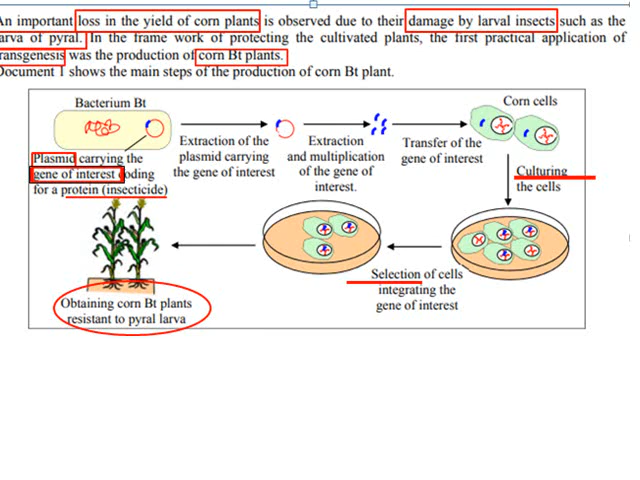 An important loss in the yield of corn plants is observed due to their damage by larval insects such as the
larva of pyral. In the frame work of protecting the cultivated plants, the first practical application of
transgenesis was the production of corn Bt plants.
Document 1 shows the main steps of the production of corn Bt plant.
Bacterium Bt
Corn cells
Plasmid carrying the
gene of interest coding
for a protein (insecticide)
Extraction of the
plasmid carrying
the gene of interest
Extraction
and multiplication
of the gene of
interest.
Transfer of the
gene of interest
Culturing
the cells
Selection of cells
integrating the
gene of interest
Obtaining corn Bt plants
resistant to pyral larva